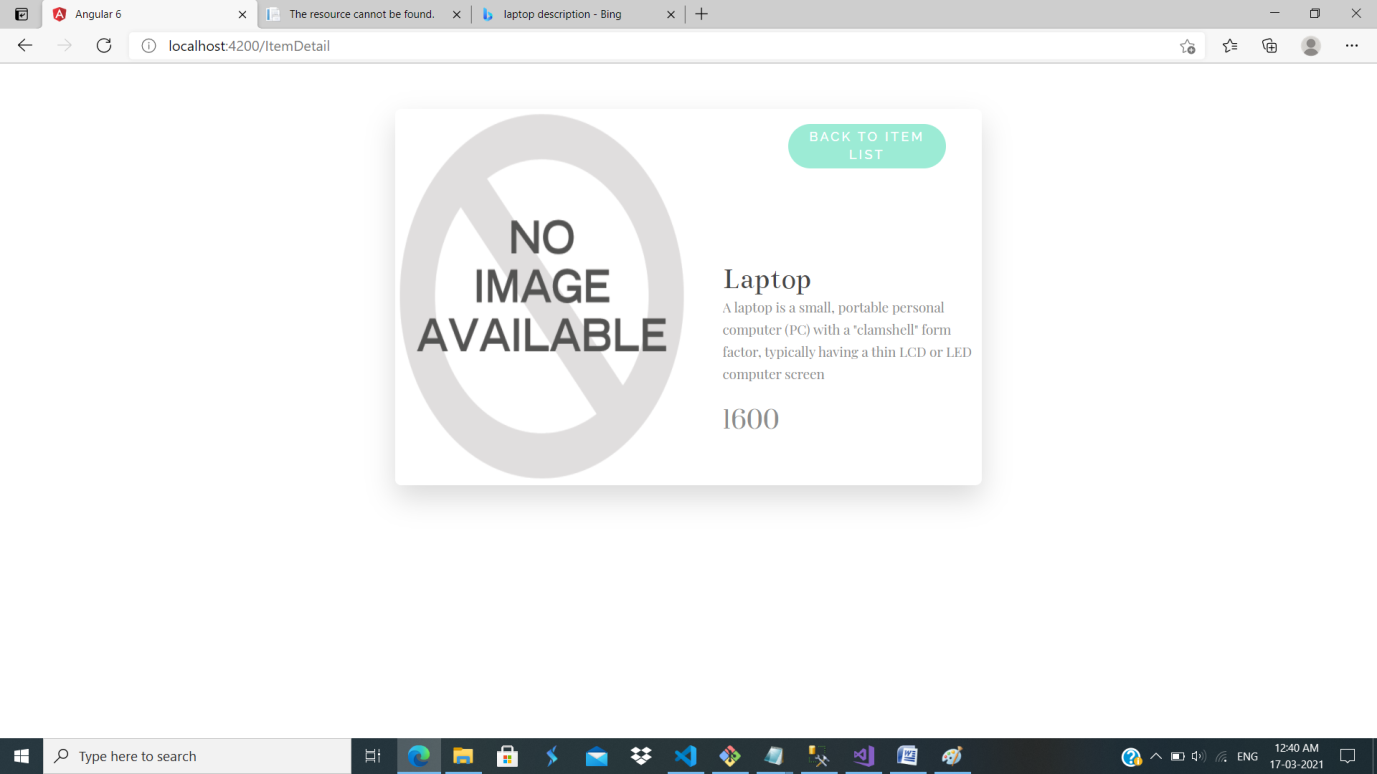 Angular 6
The resource cannot be found.
laptop description - Bing
localhost:4200/ItemDetail
BACK TO ITEM
LIST
NO
IMAGE
AVAILABLE
Laptop
A laptop is a small, portable personal
computer (PC) with a "clamshell" form
factor, typically having a thin LCD or LED
computer screen
1600
Type here to search
ENG
12:40 AM
17-03-2021